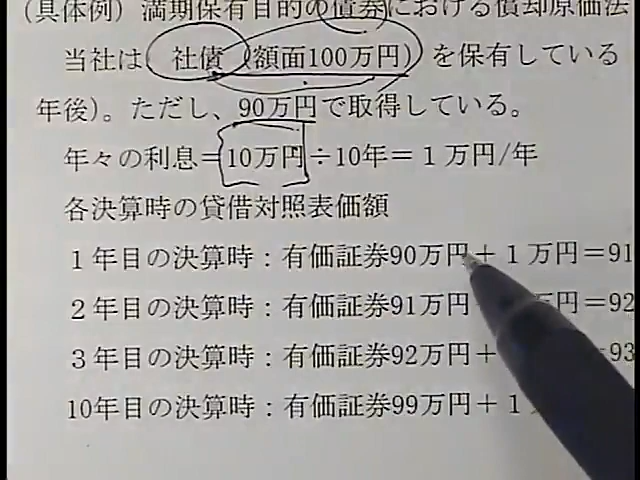 (具体例) 満期保有目的の債券における償却原価法
当社は、社債(額面100万円)を保有している
年後)。ただし、90万円で取得している。
年々の利息=10万円÷10年=1万円/年
各決算時の貸借対照表価額
1年目の決算時:有価証券90万円+1万円=91
2年目の決算時:有価証券91万円 万円=92
3年目の決算時:有価証券92万円+ 93
10年目の決算時:有価証券99万円+1